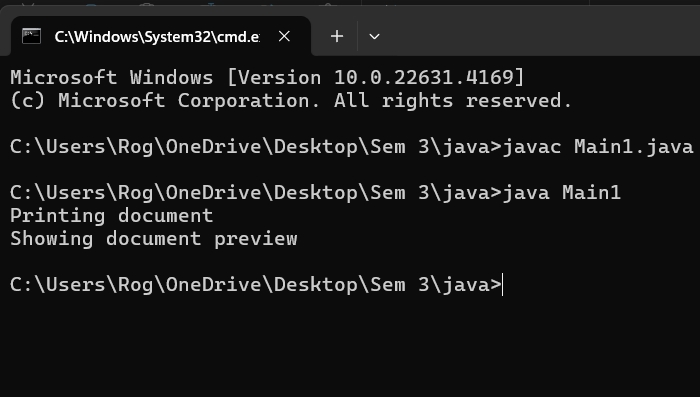 C:\Windows\System32\cmd.e
Microsoft Windows [Version 10.0.22631.4169]
(c) Microsoft Corporation. All rights reserved.
C:\Users\Rog\OneDrive\Desktop\Sem 3\java>javac Main1.java
C:\Users\Rog\OneDrive\Desktop\Sem 3\java>java Main1
Printing document
Showing document preview
C:\Users\Rog\OneDrive\Desktop\Sem 3\java>